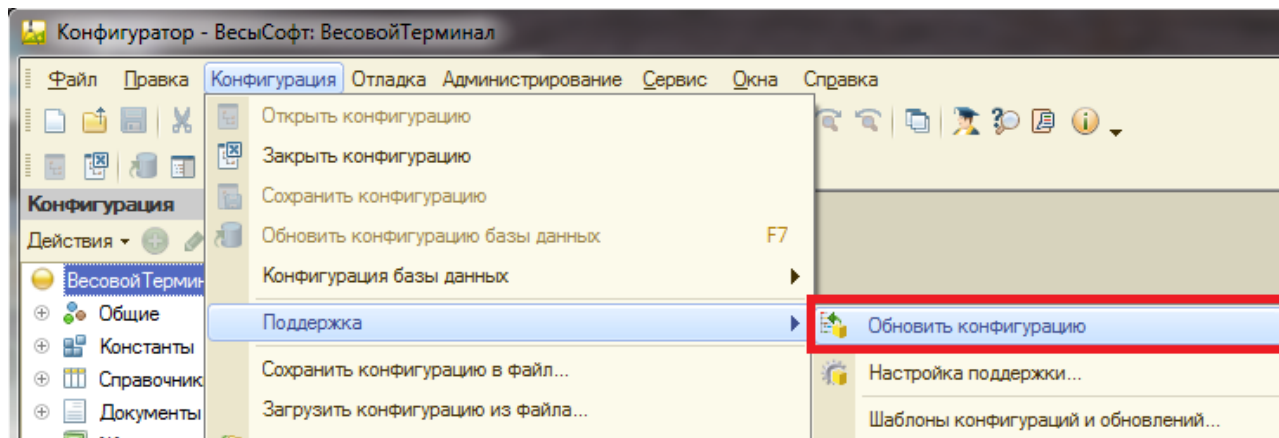 Конфигуратор - ВесыСофт: ВесовойТерминал
Файл Правка Конфигурация Отладка Администрирование Сервис Окна Справка
Открыть конфигурацию
Закрыть конфигурацию
Конфигурация
Сохранить конфигурацию
Действия
Обновить конфигурацию базы данных F7
ВесовойТермин
Конфигурация базы данных
Общие
Поддержка
Обновить конфигурацию
Константы
Сохранить конфигурацию в файл...
Настройка поддержки...
Справочник
Документы
Загрузить конфигурацию из файла...
Шаблоны конфигураций и обновлений...